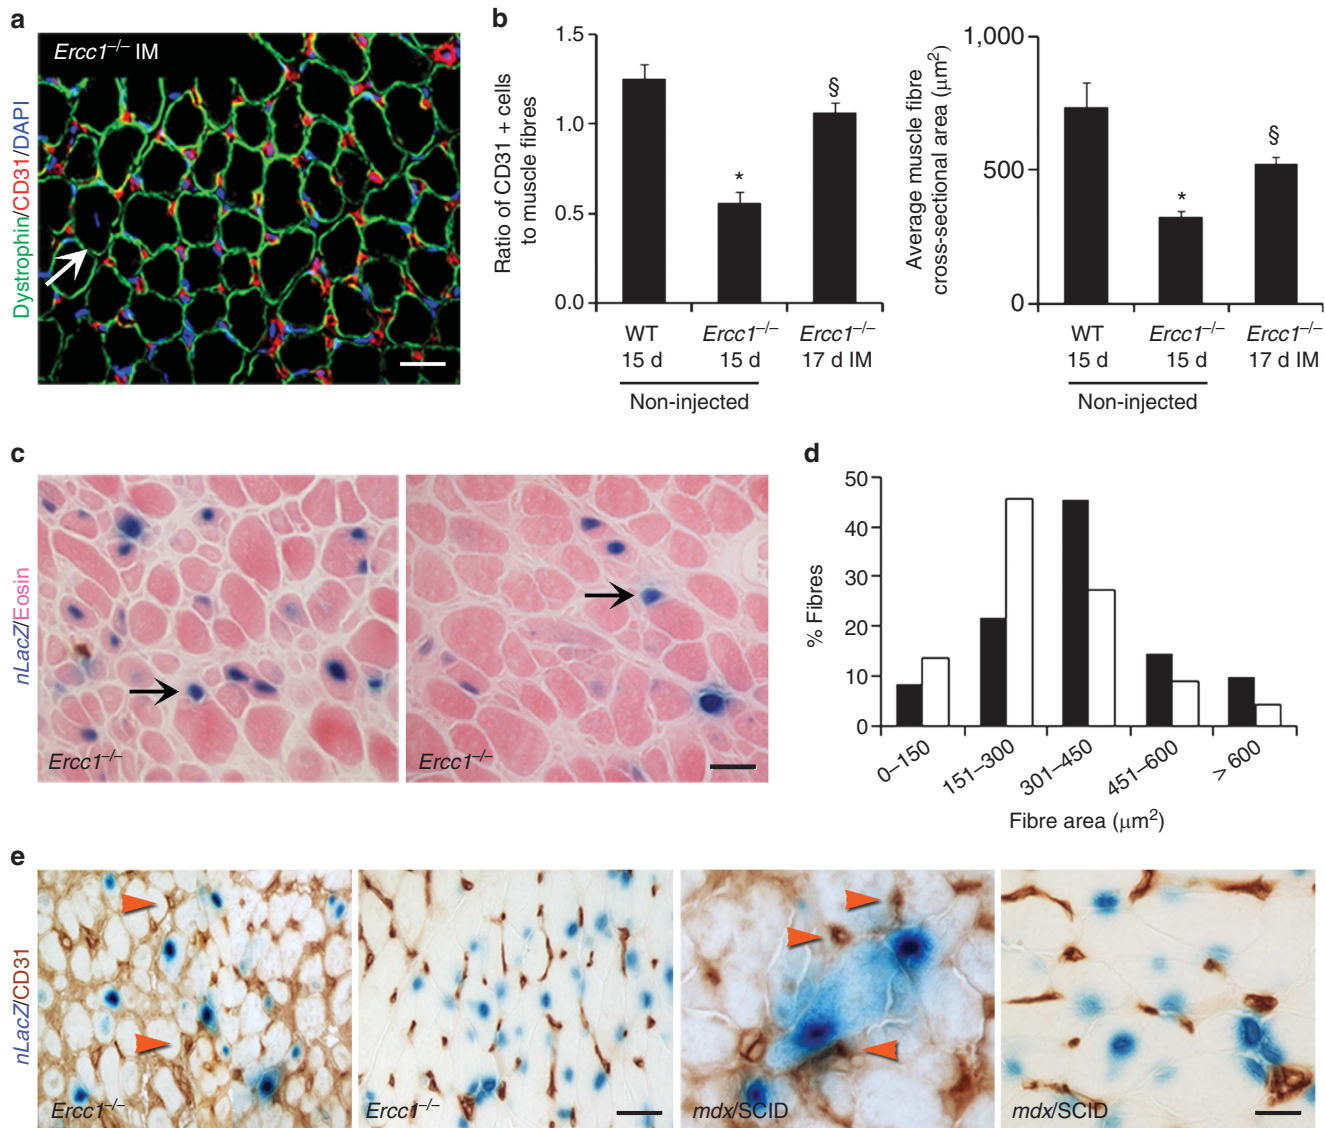 a
Ercc1⁻/⁻ IM
Dystrophin/CD31/DAPI
b
Ratio of CD31 + cells
to muscle fibres
1.5
1.0
0.5
0.0
*
§
WT
15 d
Ercc1⁻/⁻
15 d
Ercc1⁻/⁻
17 d IM
Non-injected
Average muscle fibre
cross-sectional area (μm²)
1,000
500
0
*
§
WT
15 d
Ercc1⁻/⁻
15 d
Ercc1⁻/⁻
17 d IM
Non-injected
c
nLacZ/Eosin
Ercc1⁻/⁻
Ercc1⁻/⁻
d
% Fibres
50
40
30
20
10
0
0–150
151–300
301–450
451–600
> 600
Fibre area (μm²)
e
nLacZ/CD31
Ercc1⁻/⁻
Ercc1⁻/⁻
mdx/SCID
mdx/SCID